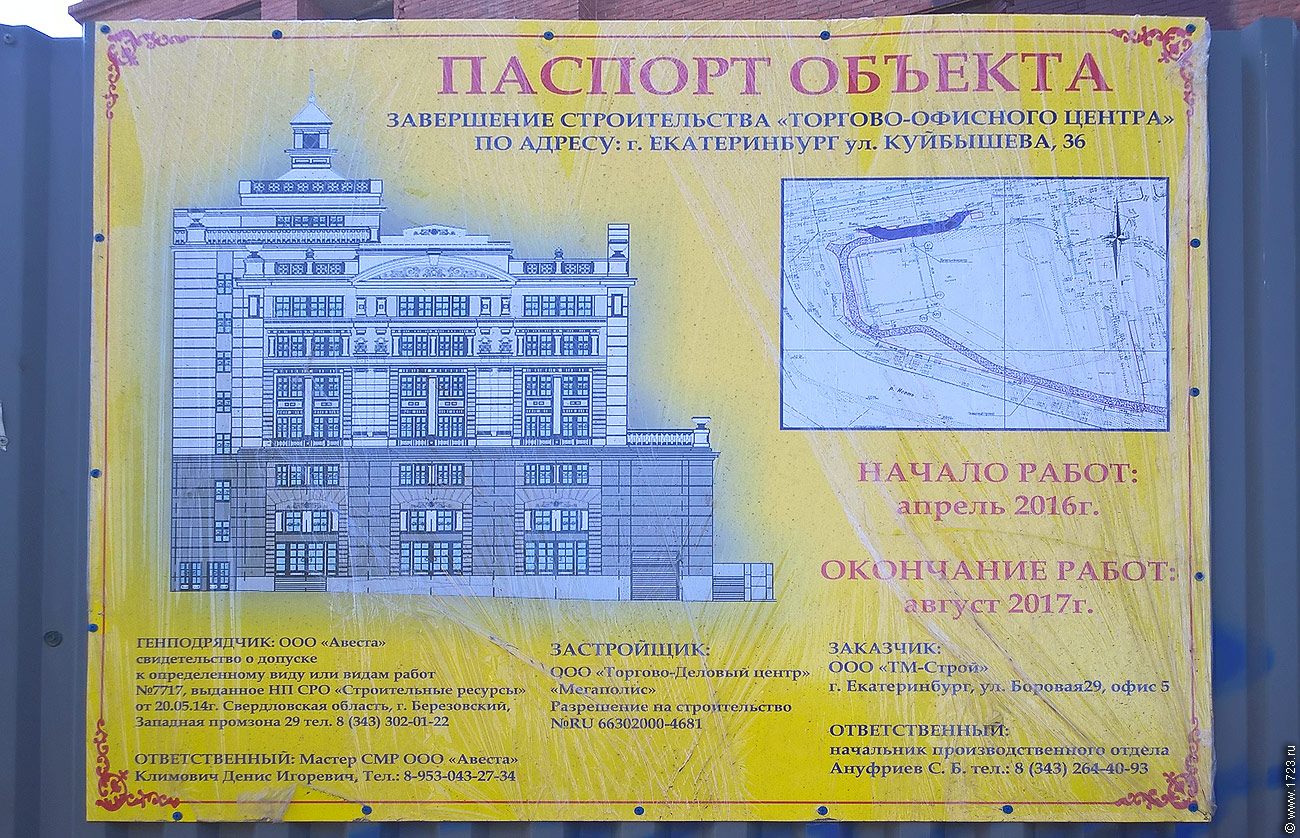 ПАСПОРТ ОБЪЕКТА
ЗАВЕРШЕНИЕ СТРОИТЕЛЬСТВА «ТОРГОВО-ОФИСНОГО ЦЕНТРА»
ПО АДРЕСУ: г. ЕКАТЕРИНБУРГ ул. КУЙБЫШЕВА, 36
НАЧАЛО РАБОТ:
апрель 2016г.
ОКОНЧАНИЕ РАБОТ:
август 2017г.
ГЕНПОДРЯДЧИК: ООО «Авеста»
свидетельство о допуске
к определенному виду или видам работ
№7717, выданное НП СРО «Строительные ресурсы»
от 20.05.14г. Свердловская область, г. Березовский,
Западная промзона 29 тел. 8 (343) 302-01-22
ОТВЕТСТВЕННЫЙ: Мастер СМР ООО «Авеста»
Климович Денис Игоревич, Тел.: 8-953-043-27-34
ЗАСТРОЙЩИК:
ООО «Торгово-Деловый центр»
«Мегаполис»
Разрешение на строительство
№RU 66302000-4681
ЗАКАЗЧИК:
ООО «ТМ-Строй»
г. Екатеринбург, ул. Боровая29, офис 5
ОТВЕТСТВЕННЫЙ:
начальник производственного отдела
Ануфриев С. Б. тел.: 8 (343) 264-40-93
© www.1723.ru